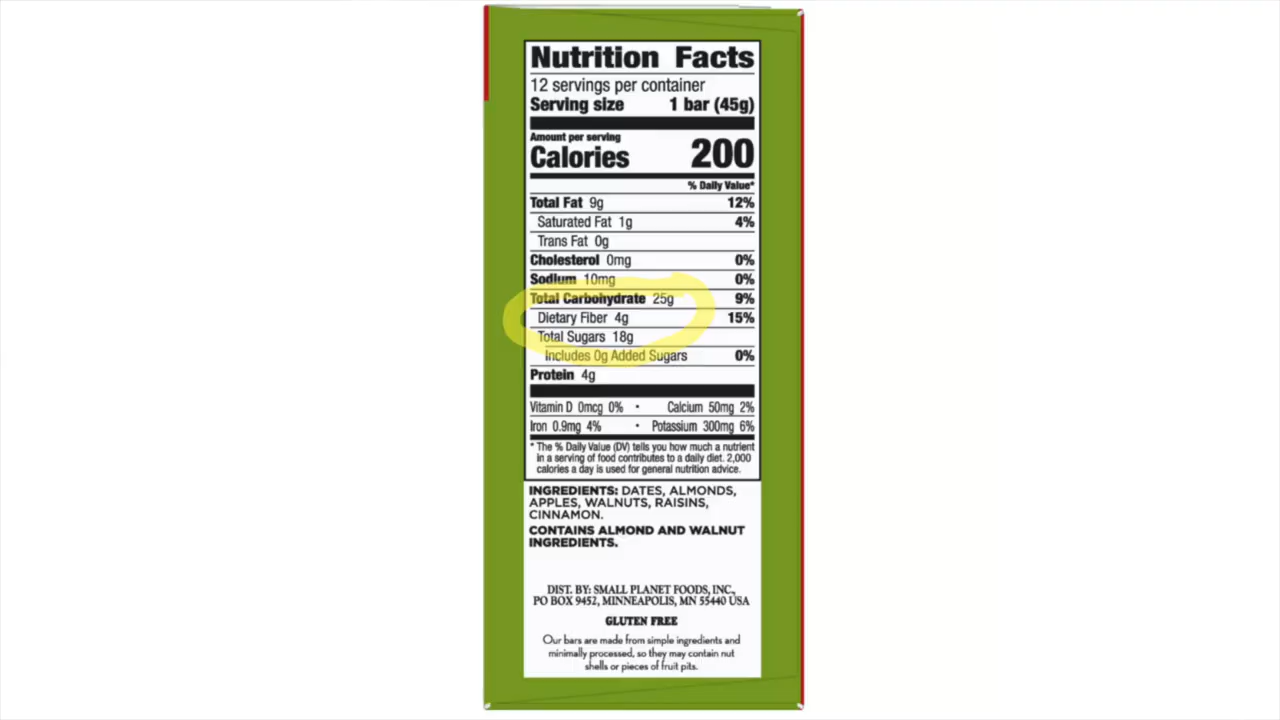 Nutrition Facts
12 servings per container
Serving size 1 bar (45g)
Amount per serving
Calories 200
% Daily Value*
Total Fat 9g 12%
Saturated Fat 1g 4%
Trans Fat 0g
Cholesterol 0mg 0%
Sodium 10mg 0%
Total Carbohydrate 25g 9%
Dietary Fiber 4g 15%
Total Sugars 18g
Includes 0g Added Sugars 0%
Protein 4g
Vitamin D 0mcg 0% • Calcium 50mg 2%
Iron 0.9mg 4% • Potassium 300mg 6%
* The % Daily Value (DV) tells you how much a nutrient
in a serving of food contributes to a daily diet. 2,000
calories a day is used for general nutrition advice.
INGREDIENTS: DATES, ALMONDS,
APPLES, WALNUTS, RAISINS,
CINNAMON.
CONTAINS ALMOND AND WALNUT
INGREDIENTS.
DIST. BY: SMALL PLANET FOODS, INC.,
PO BOX 9452, MINNEAPOLIS, MN 55440 USA
GLUTEN FREE
Our bars are made from simple ingredients and
minimally processed, so they may contain nut
shells or pieces of fruit pits.